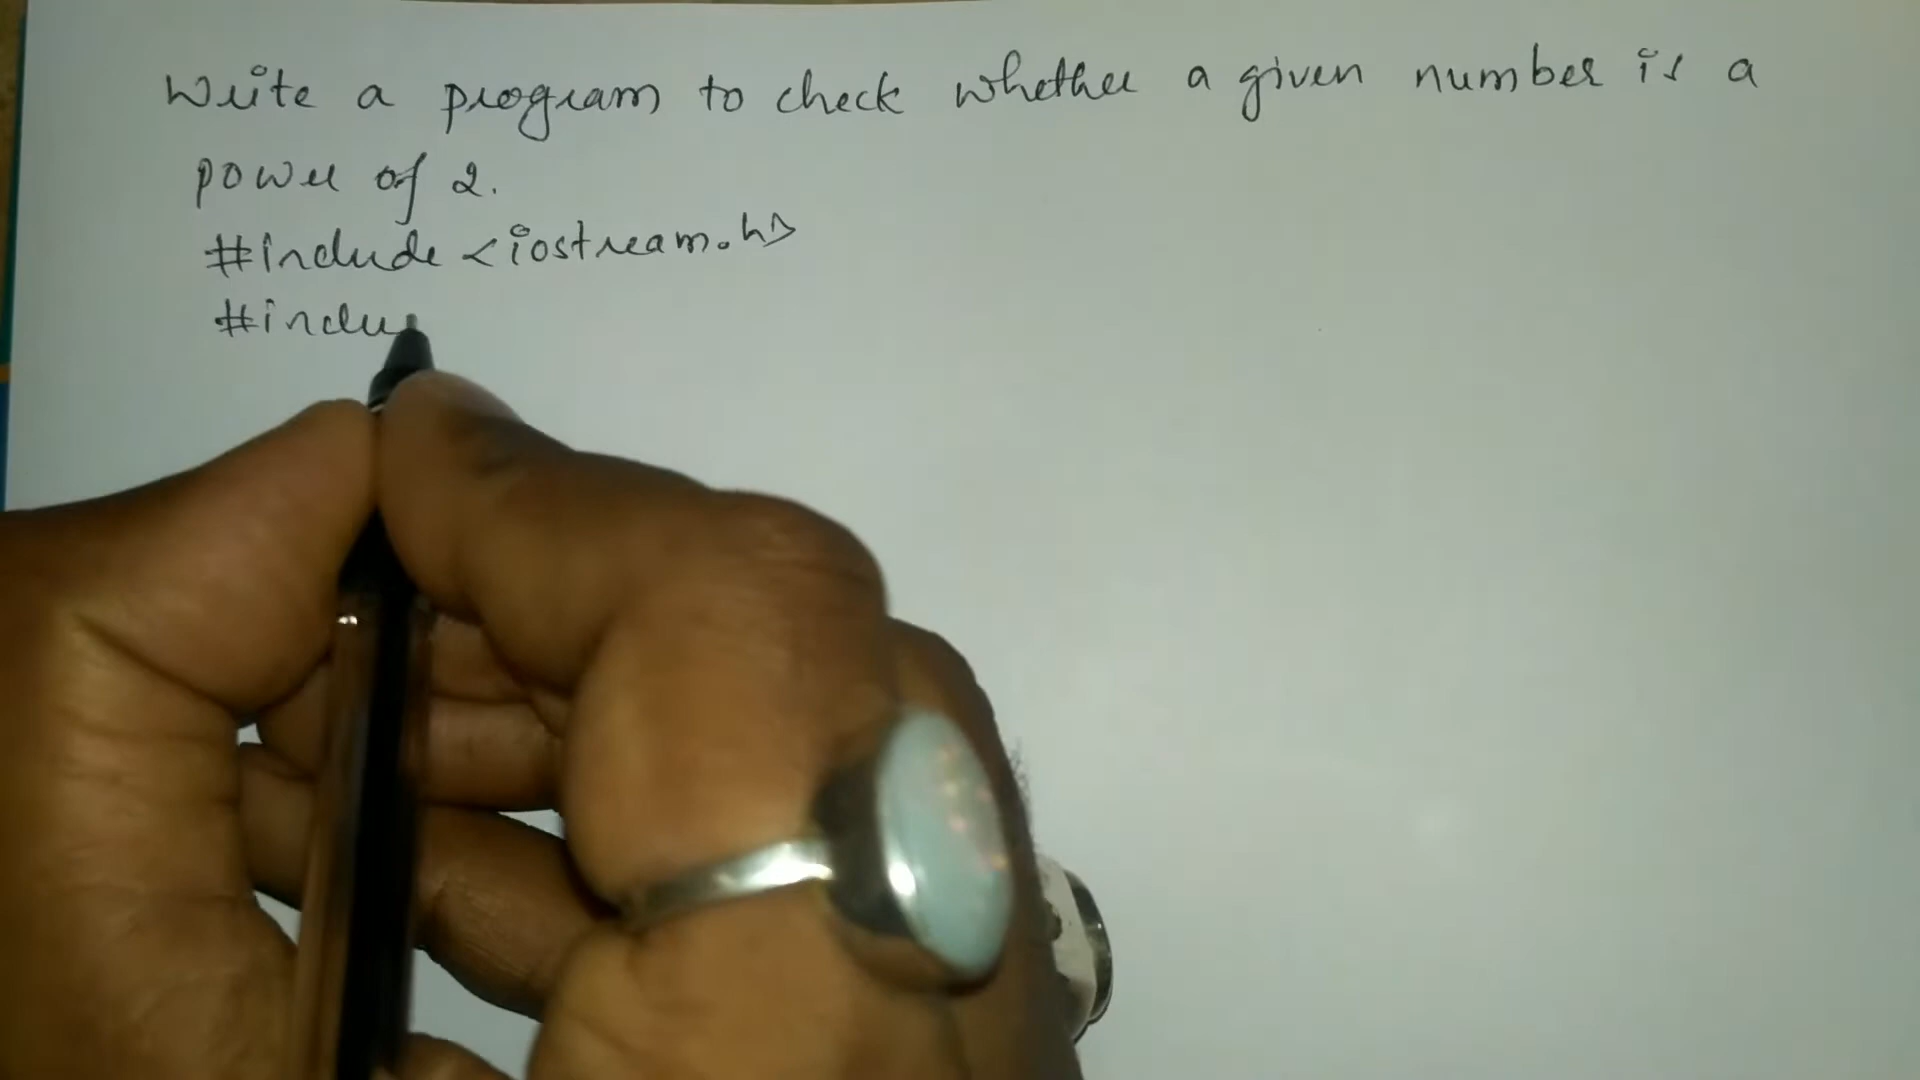 Write a program to check whether a given number is a
power of 2.
#include <iostream.h>
#inclu